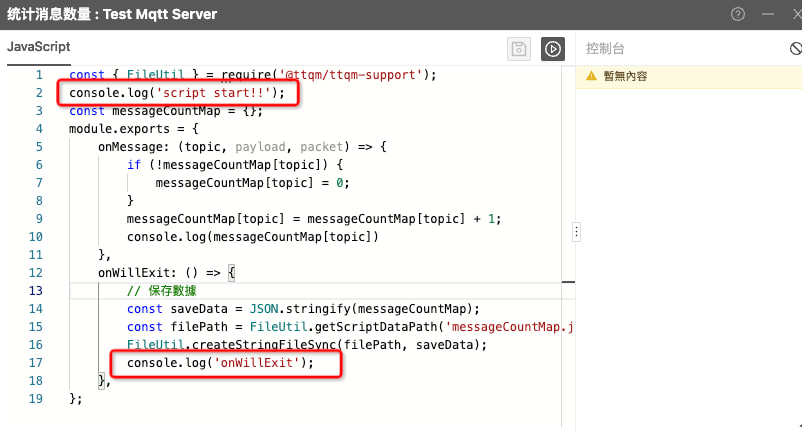 统计消息数量 : Test Mqtt Server
JavaScript
控制台
暫無內容
1 const { FileUtil } = require('@ttqm/ttqm-support');
2 console.log('script start!!');
3 const messageCountMap = {};
4 module.exports = {
5 onMessage: (topic, payload, packet) => {
6 if (!messageCountMap[topic]) {
7 messageCountMap[topic] = 0;
8 }
9 messageCountMap[topic] = messageCountMap[topic] + 1;
10 console.log(messageCountMap[topic])
11 },
12 onWillExit: () => {
13 // 保存數據
14 const saveData = JSON.stringify(messageCountMap);
15 const filePath = FileUtil.getScriptDataPath('messageCountMap.j
16 FileUtil.createStringFileSync(filePath, saveData);
17 console.log('onWillExit');
18 },
19 };